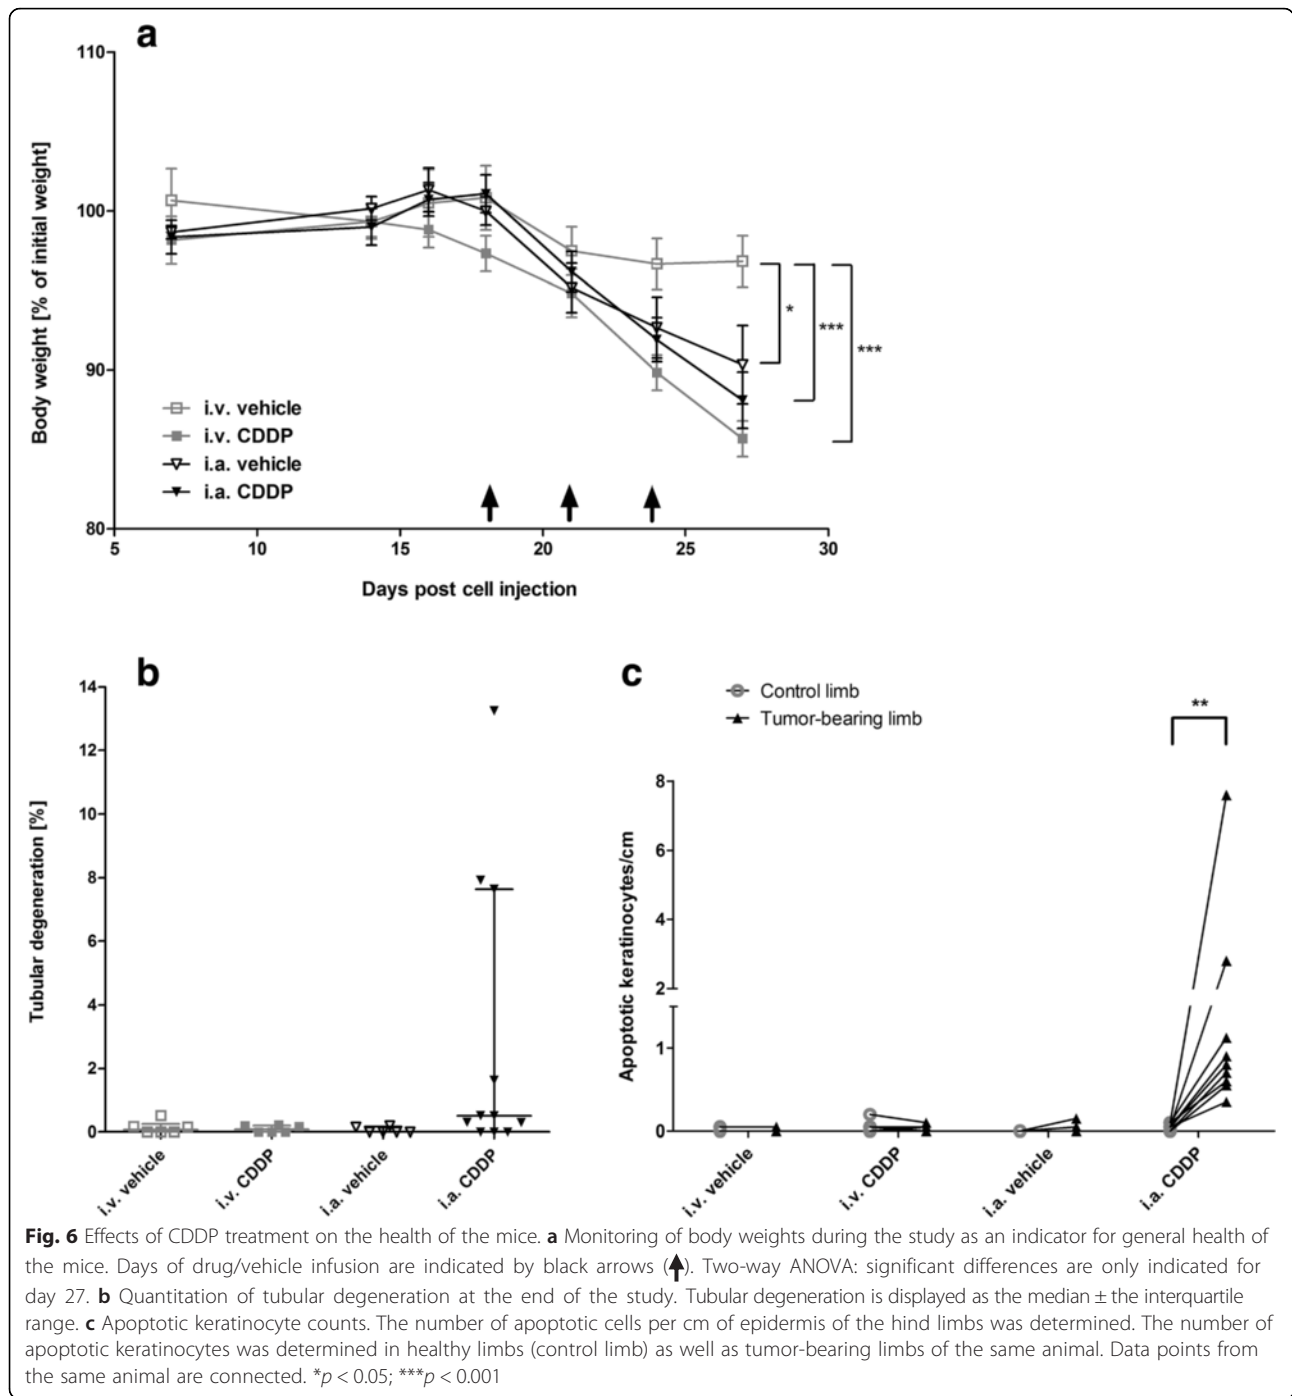 a
110
100
90
80
Body weight [% of initial weight]
i.v. vehicle
i.v. CDDP
i.a. vehicle
i.a. CDDP
*
***
***
5 10 15 20 25 30
Days post cell injection
b
14
12
10
8
6
4
2
0
Tubular degeneration [%]
i.v. vehicle
i.v. CDDP
i.a. vehicle
i.a. CDDP
c
Control limb
Tumor-bearing limb
**
8
6
4
2
1
0
Apoptotic keratinocytes/cm
i.v. vehicle
i.v. CDDP
i.a. vehicle
i.a. CDDP
Fig. 6 Effects of CDDP treatment on the health of the mice. a Monitoring of body weights during the study as an indicator for general health of
the mice. Days of drug/vehicle infusion are indicated by black arrows (↑). Two-way ANOVA: significant differences are only indicated for
day 27. b Quantitation of tubular degeneration at the end of the study. Tubular degeneration is displayed as the median ± the interquartile
range. c Apoptotic keratinocyte counts. The number of apoptotic cells per cm of epidermis of the hind limbs was determined. The number of
apoptotic keratinocytes was determined in healthy limbs (control limb) as well as tumor-bearing limbs of the same animal. Data points from
the same animal are connected. *p < 0.05; ***p < 0.001